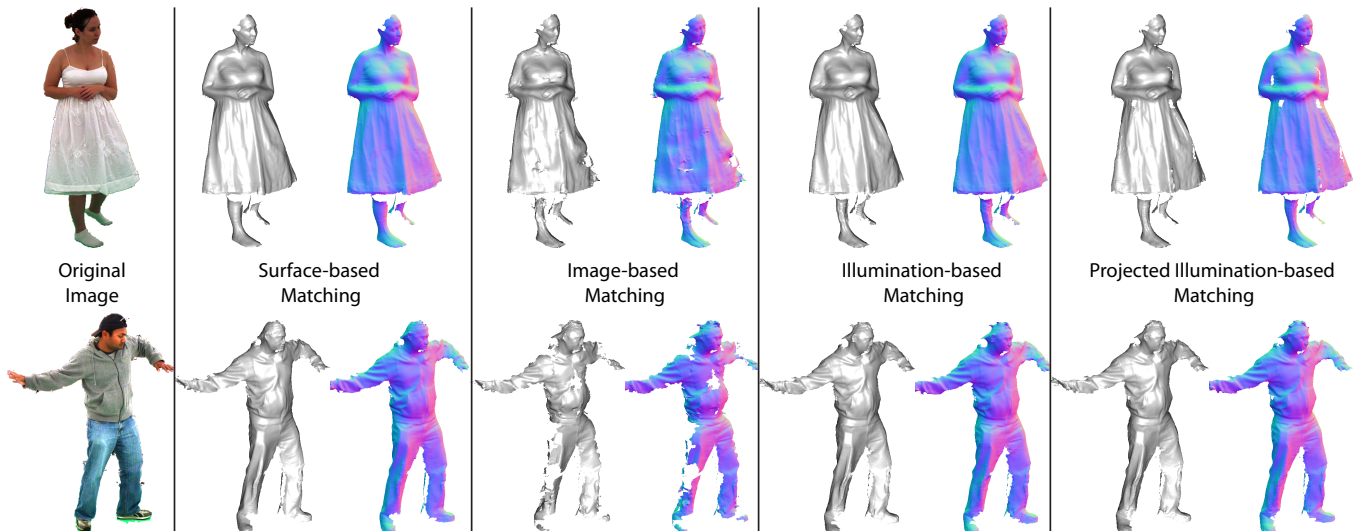 Original
Image
Surface-based
Matching
Image-based
Matching
Illumination-based
Matching
Projected Illumination-based
Matching